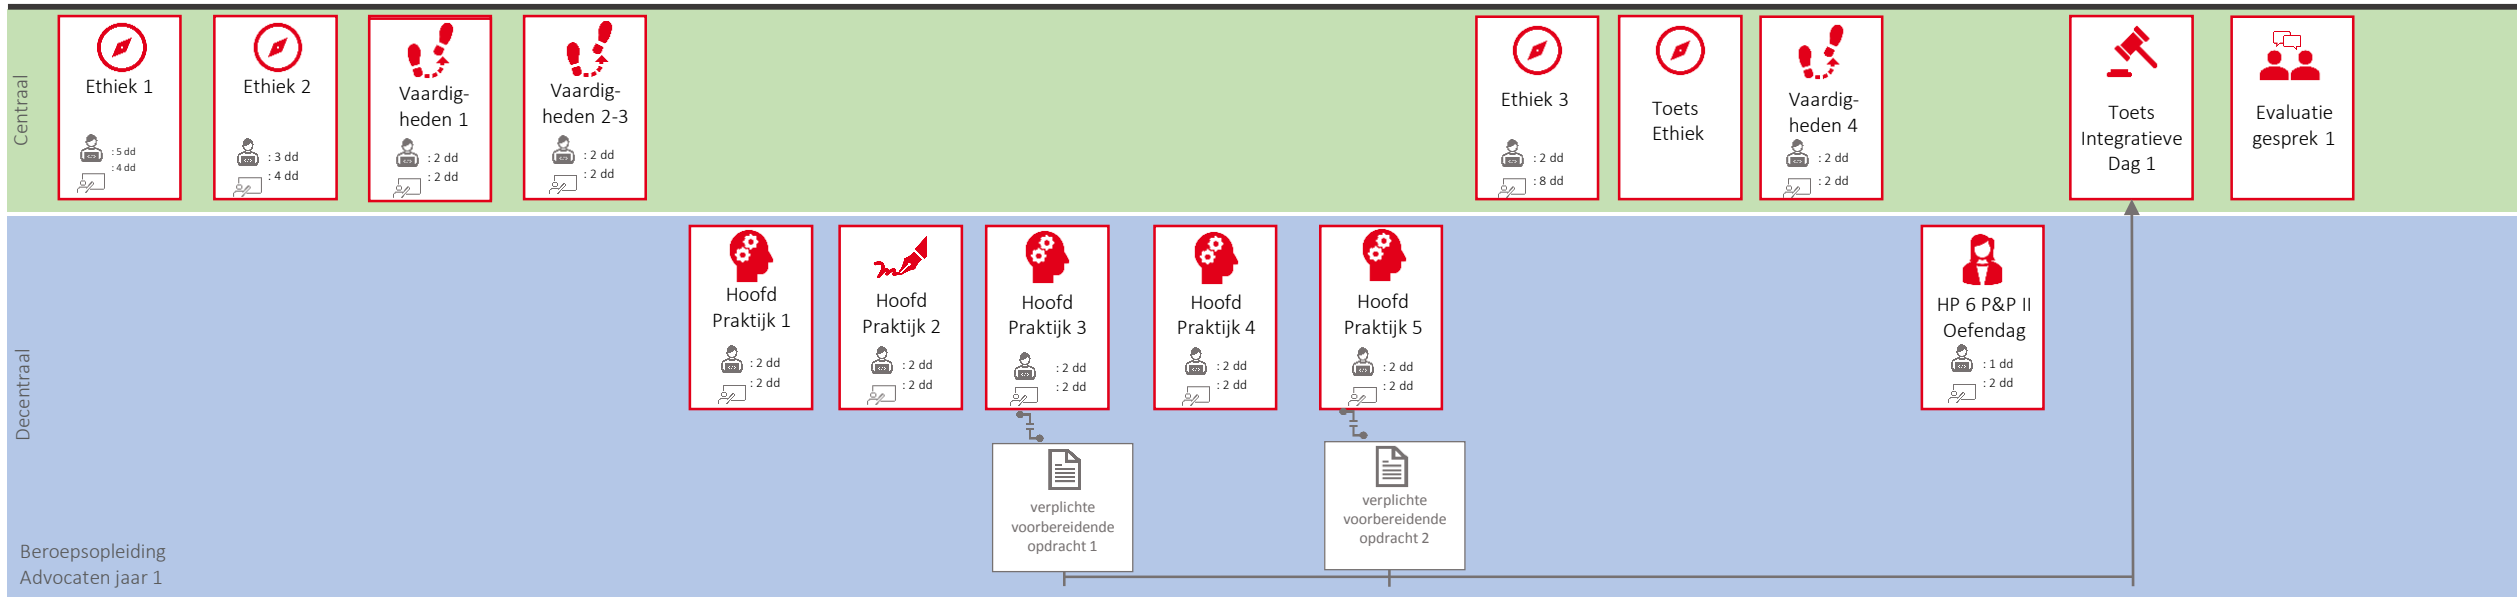 Centraal
Ethiek 1
: 5 dd
: 4 dd
Ethiek 2
: 3 dd
: 4 dd
Vaardig-
heden 1
: 2 dd
: 2 dd
Vaardig-
heden 2-3
: 2 dd
: 2 dd
Ethiek 3
: 2 dd
: 8 dd
Toets
Ethiek
Vaardig-
heden 4
: 2 dd
: 2 dd
Toets
Integratieve
Dag 1
Evaluatie
gesprek 1
Decentraal
Hoofd
Praktijk 1
: 2 dd
: 2 dd
Hoofd
Praktijk 2
: 2 dd
: 2 dd
Hoofd
Praktijk 3
: 2 dd
: 2 dd
Hoofd
Praktijk 4
: 2 dd
: 2 dd
Hoofd
Praktijk 5
: 2 dd
: 2 dd
HP 6 P&P II
Oefendag
: 1 dd
: 2 dd
verplichte
voorbereidende
opdracht 1
verplichte
voorbereidende
opdracht 2
Beroepsopleiding
Advocaten jaar 1